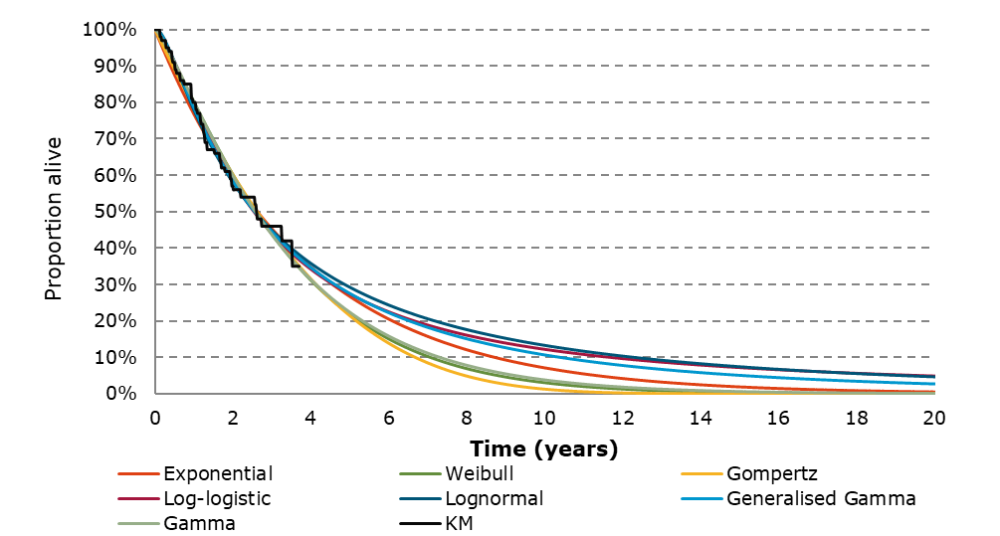 100%
90%
80%
70%
60%
50%
40%
30%
20%
10%
0%
Proportion alive
0 2 4 6 8 10 12 14 16 18 20
Time (years)
Exponential Weibull Gompertz
Log-logistic Lognormal Generalised Gamma
Gamma KM